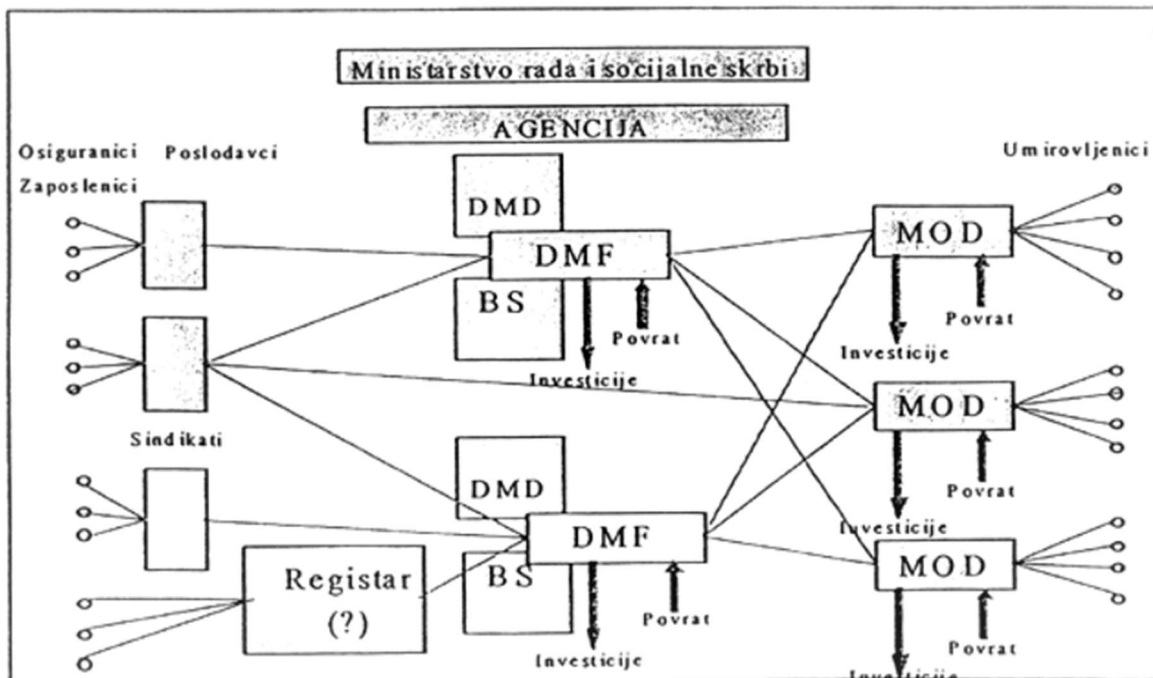 Ministarstvo rada i socijalne skrbi
AGENCIJA
Osiguranici Poslodavci
Zaposlenici
Umirovljenici
DMD
DMF
BS
Povrat
Investicije
MOD
Povrat
Investicije
MOD
Povrat
Investicije
Sindikati
DMD
DMF
BS
Povrat
Investicije
Registar
(?)
MOD
Povrat
Investicije